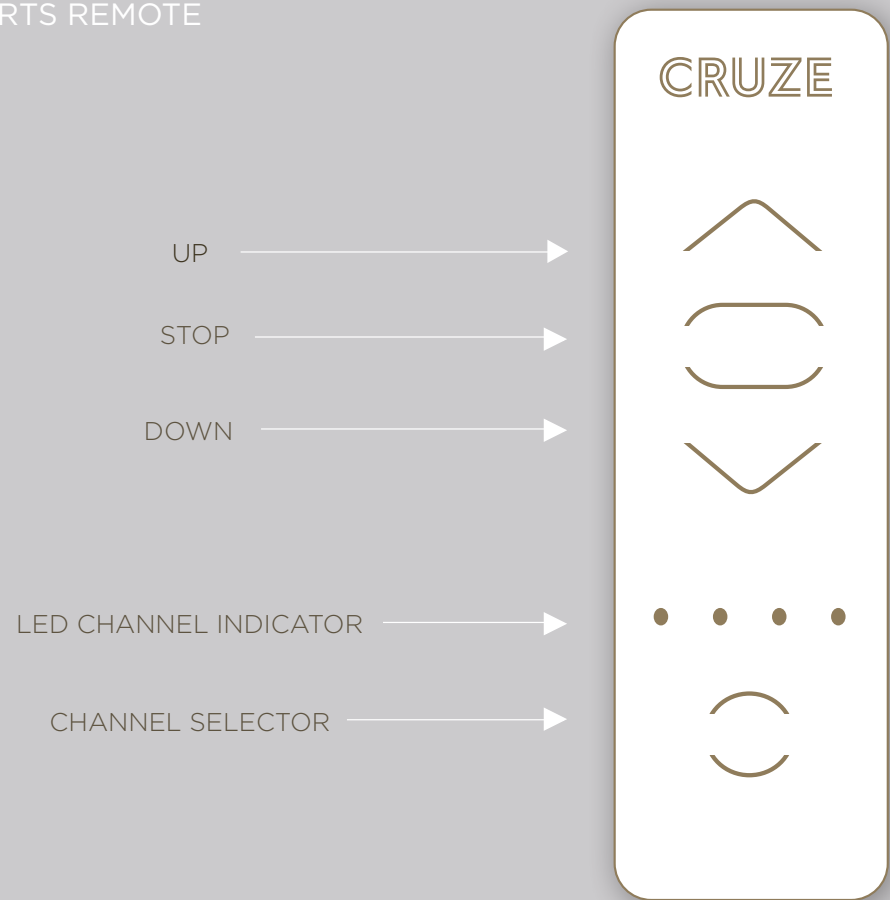 RTS REMOTE
CRUZE
UP
STOP
DOWN
LED CHANNEL INDICATOR
CHANNEL SELECTOR